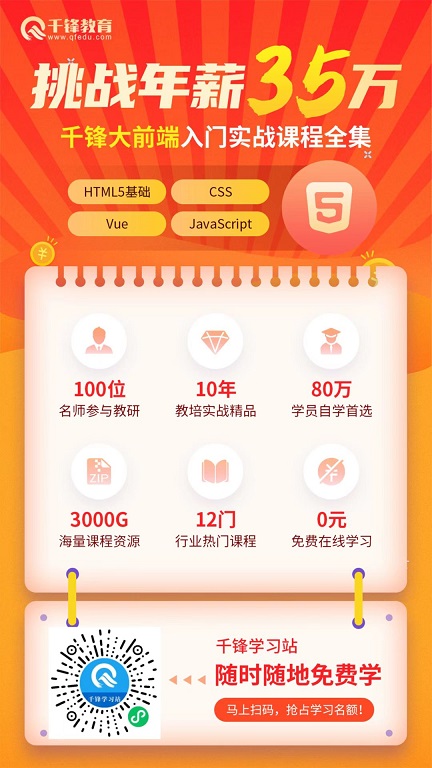 千锋教育
www.qfedu.com
挑战年薪35万
千锋大前端入门实战课程全集
HTML5基础
CSS
Vue
JavaScript
5
¥
100位
名师参与教研
10年
教培实战精品
80万
学员自学首选
ZIP
3000G
海量课程资源
12门
行业热门课程
0元
免费在线学习
千锋学习站
千锋学习站
随时随地免费学
马上扫码，抢占学习名额！